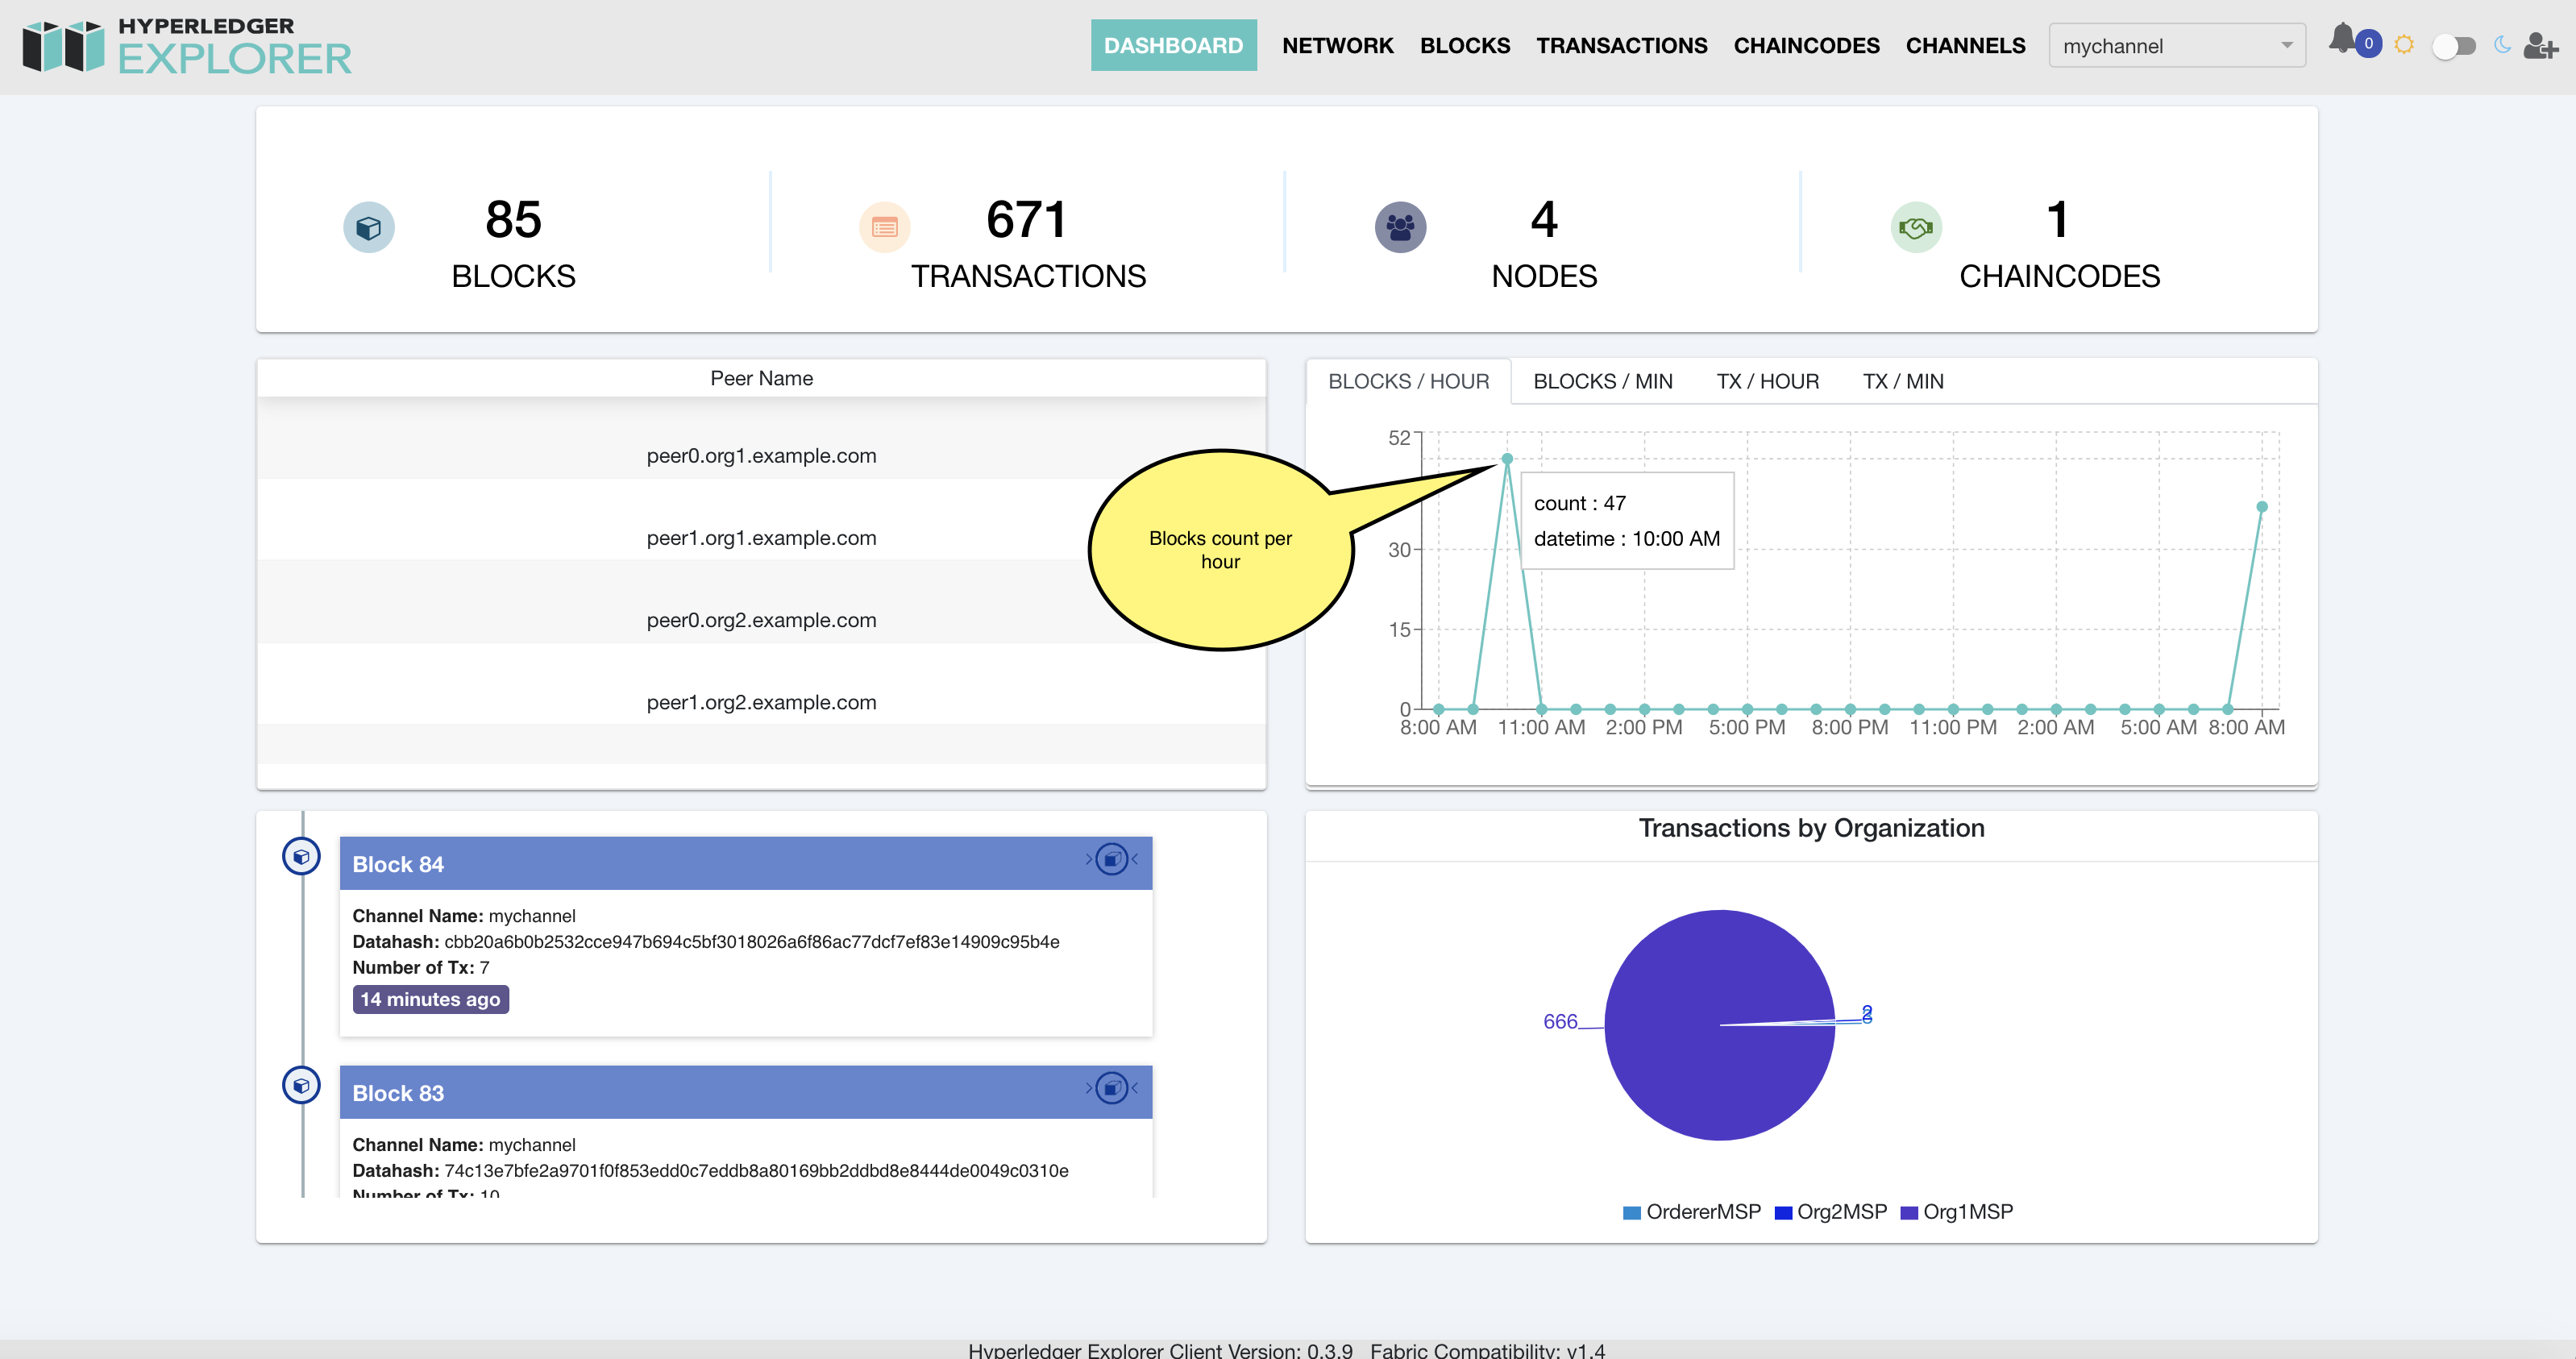 HYPERLEDGER
EXPLORER
DASHBOARD NETWORK BLOCKS TRANSACTIONS CHAINCODES CHANNELS mychannel 0
85 671 4 1
BLOCKS TRANSACTIONS NODES CHAINCODES
Peer Name
peer0.org1.example.com
peer1.org1.example.com
peer0.org2.example.com
peer1.org2.example.com
Blocks count per
hour
BLOCKS / HOUR BLOCKS / MIN TX / HOUR TX / MIN
52
30
15
0
count : 47
datetime : 10:00 AM
8:00 AM 11:00 AM 2:00 PM 5:00 PM 8:00 PM 11:00 PM 2:00 AM 5:00 AM 8:00 AM
Block 84
Channel Name: mychannel
Datahash: cbb20a6b0b2532cce947b694c5bf3018026a6f86ac77dcf7ef83e14909c95b4e
Number of Tx: 7
14 minutes ago
Block 83
Channel Name: mychannel
Datahash: 74c13e7bfe2a9701f0f853edd0c7eddb8a80169bb2ddbd8e8444de0049c0310e
Number of Tx: 10
Transactions by Organization
666
2
3
OrdererMSP Org2MSP Org1MSP
Hyperledger Explorer Client Version: 0.3.9 Fabric Compatibility: v1.4